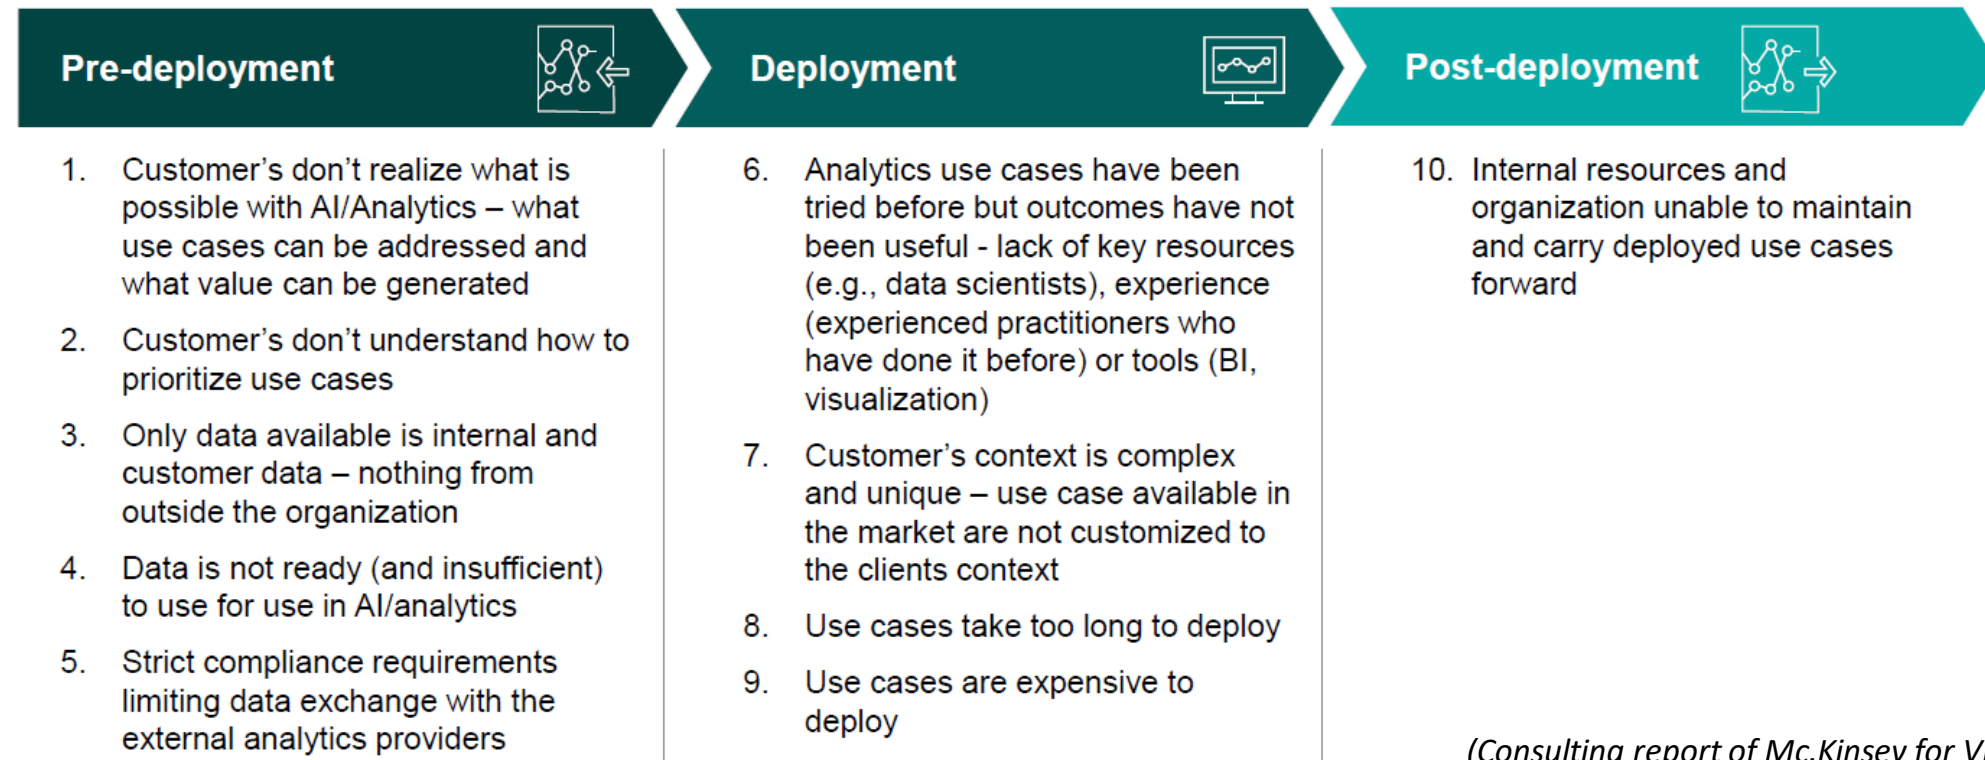 Pre-deployment
Deployment
Post-deployment
1. Customer's don't realize what is
possible with AI/Analytics – what
use cases can be addressed and
what value can be generated
2. Customer's don't understand how to
prioritize use cases
3. Only data available is internal and
customer data – nothing from
outside the organization
4. Data is not ready (and insufficient)
to use for use in AI/analytics
5. Strict compliance requirements
limiting data exchange with the
external analytics providers
6. Analytics use cases have been
tried before but outcomes have not
been useful - lack of key resources
(e.g., data scientists), experience
(experienced practitioners who
have done it before) or tools (BI,
visualization)
7. Customer's context is complex
and unique – use case available in
the market are not customized to
the clients context
8. Use cases take too long to deploy
9. Use cases are expensive to
deploy
10. Internal resources and
organization unable to maintain
and carry deployed use cases
forward
(Consulting report of Mc.Kinsey for